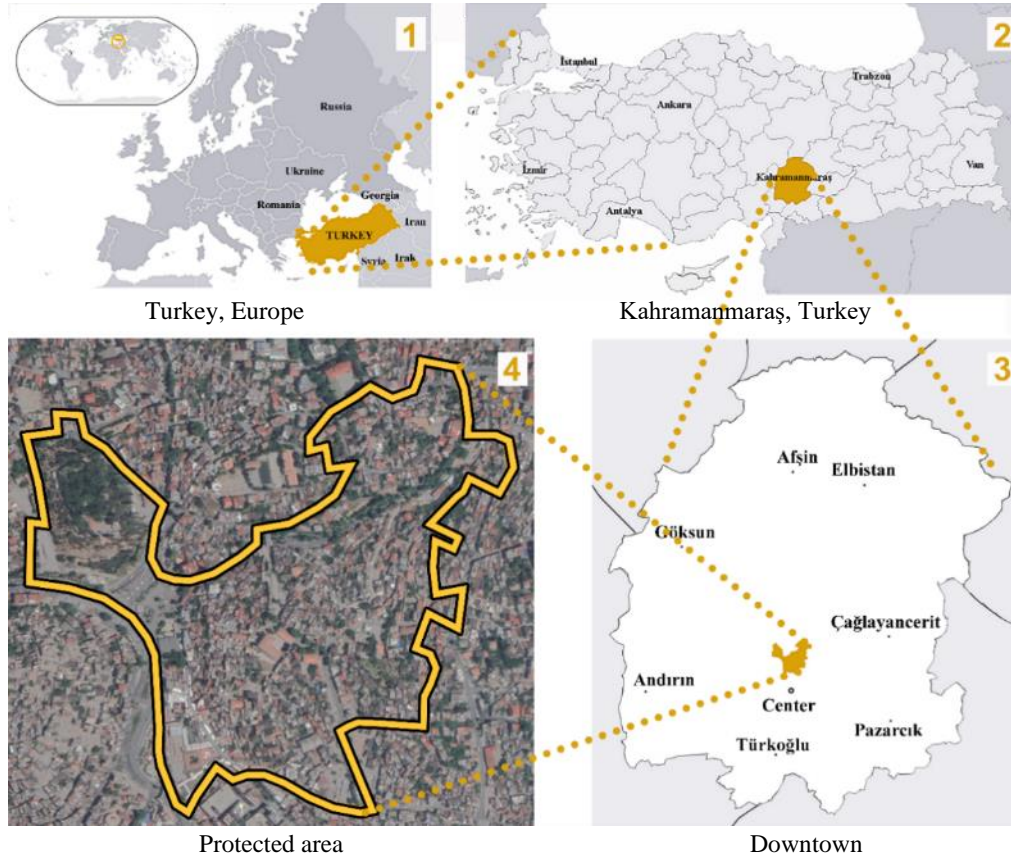 1
Russia
Ukraine
Romania
Georgia
TURKEY
Iran
Syria
Irak
Turkey, Europe
2
İstanbul
Trabzon
Ankara
İzmir
Van
Kahramanmaraş
Antalya
Kahramanmaraş, Turkey
4
Protected area
3
Afşin
Elbistan
Göksun
Çağlayancerit
Andırın
Center
Pazarcık
Türkoğlu
Downtown